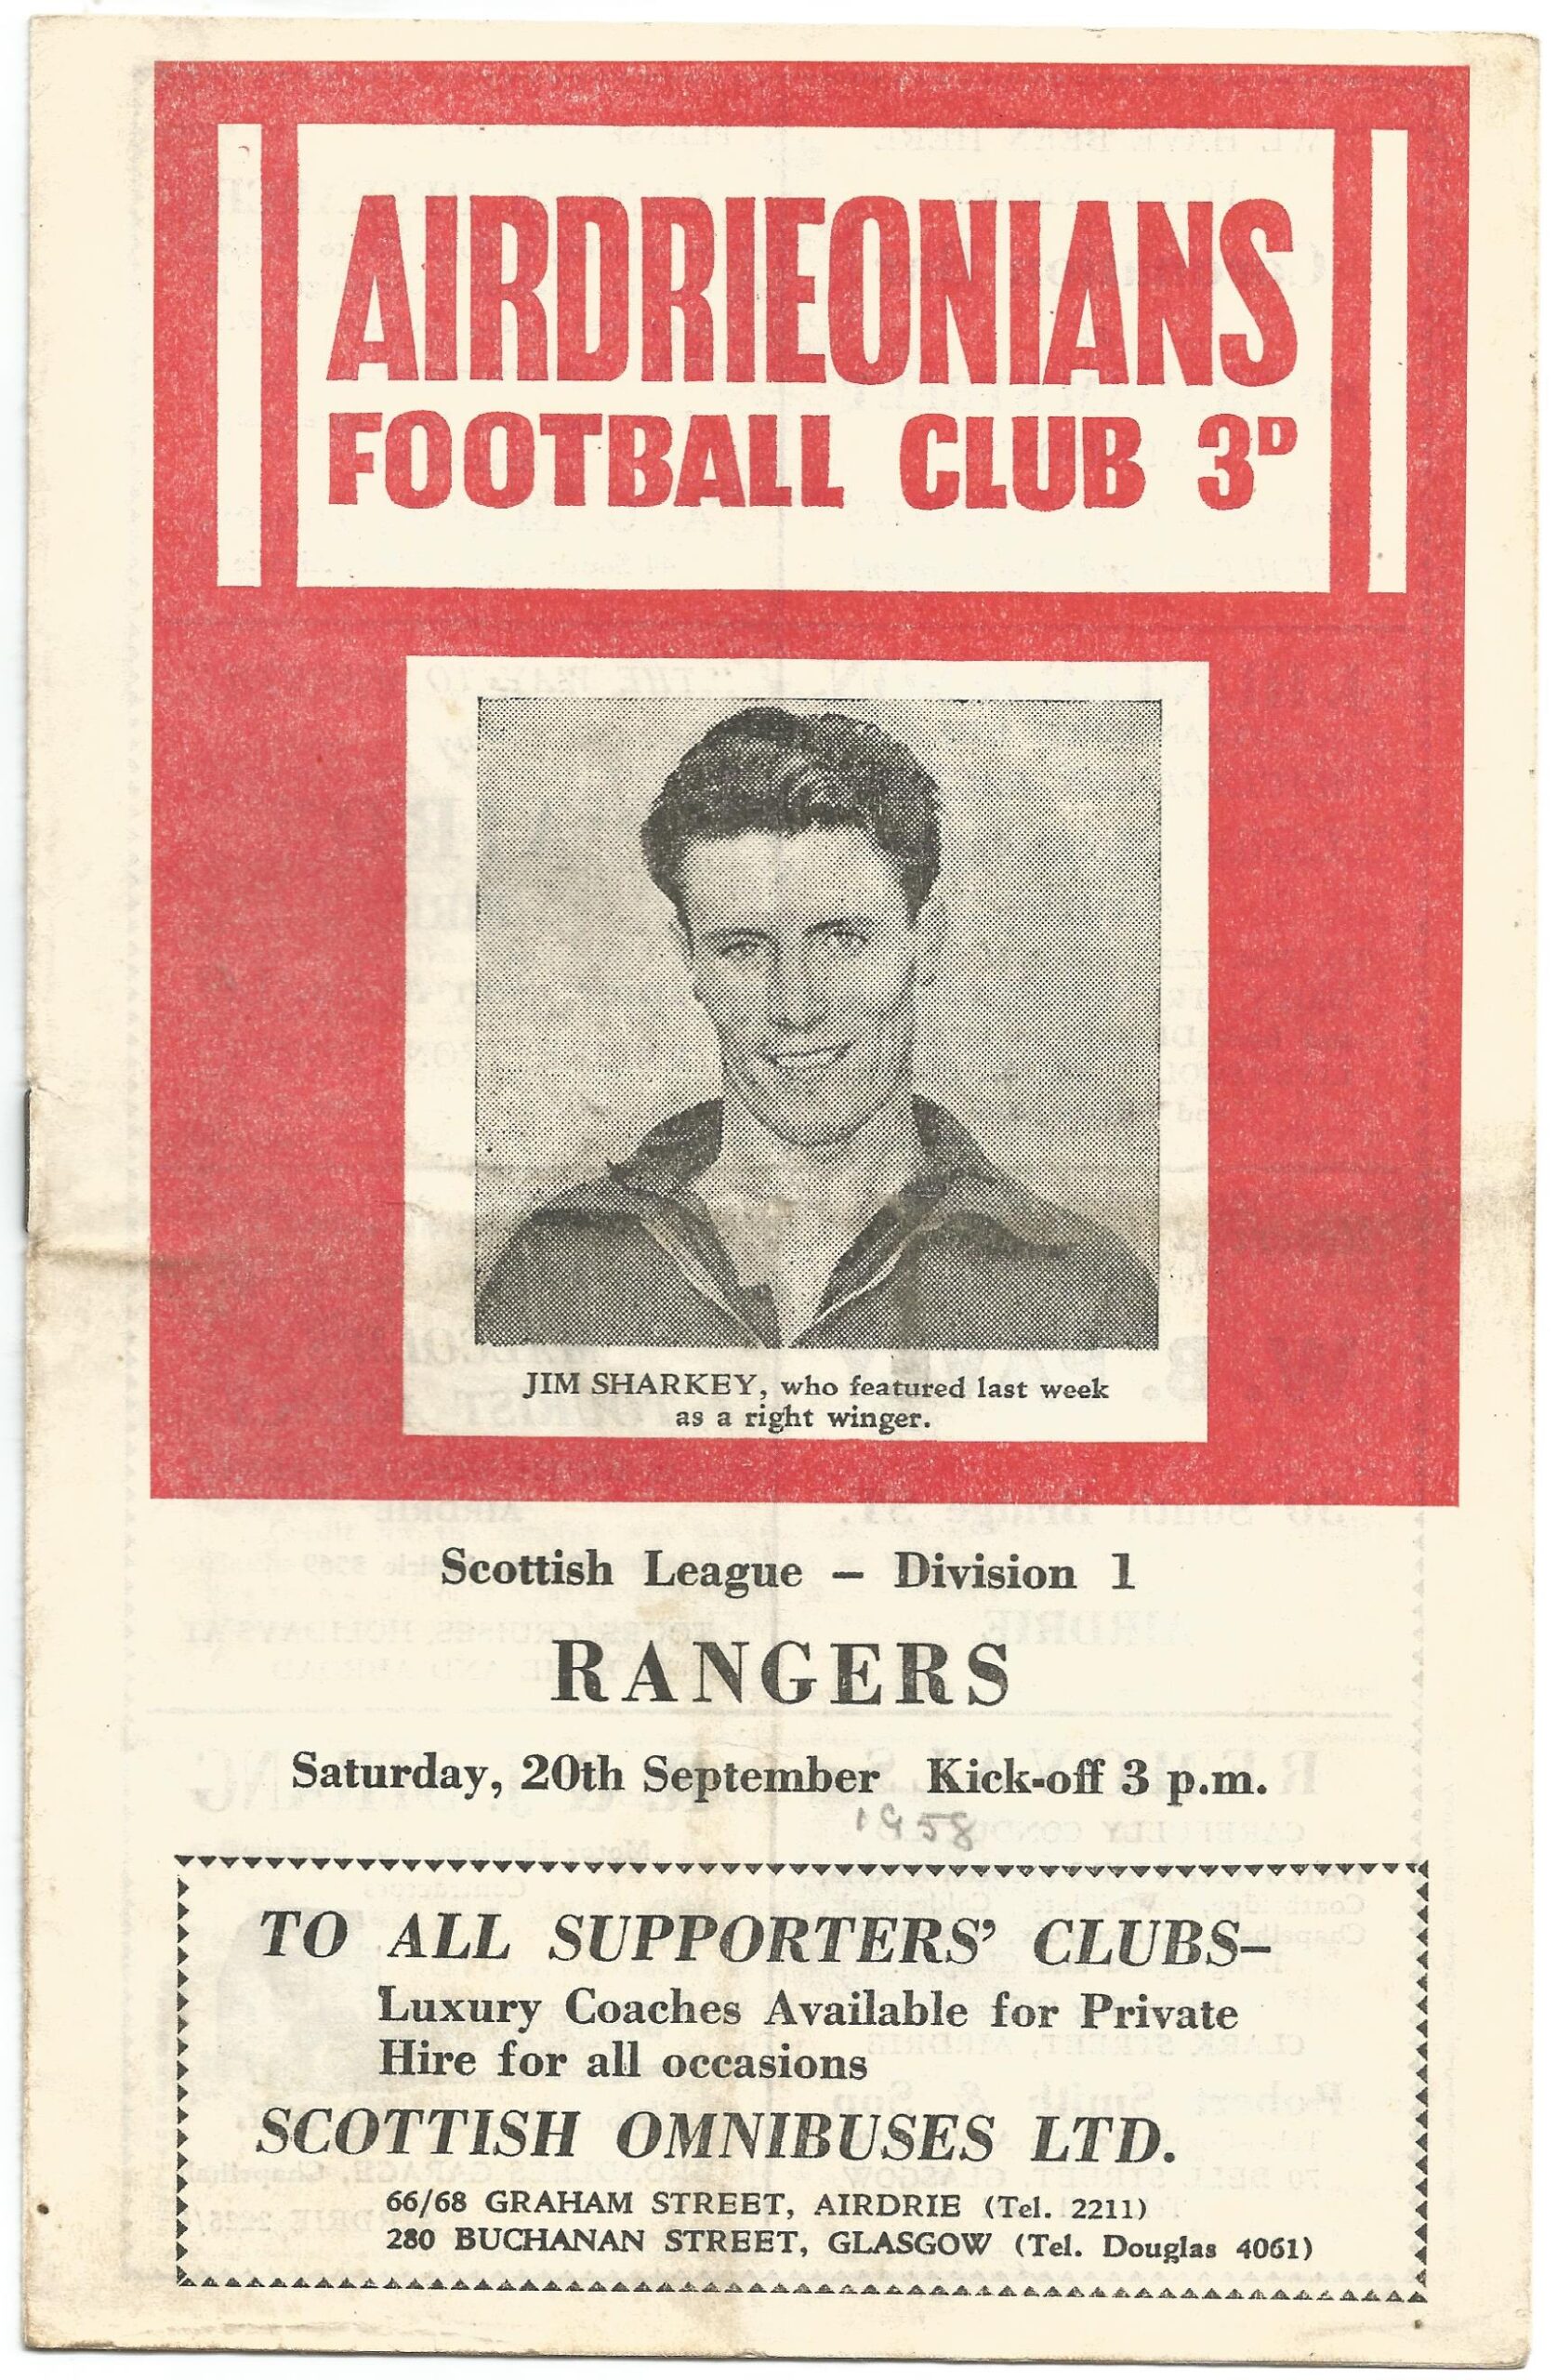 AIRDRIEONIANS
FOOTBALL CLUB 3D
JIM SHARKEY, who featured last week
as a right winger.
Scottish League – Division 1
RANGERS
Saturday, 20th September Kick-off 3 p.m.
1958
TO ALL SUPPORTERS' CLUBS–
Luxury Coaches Available for Private
Hire for all occasions
SCOTTISH OMNIBUSES LTD.
66/68 GRAHAM STREET, AIRDRIE (Tel. 2211)
280 BUCHANAN STREET, GLASGOW (Tel. Douglas 4061)